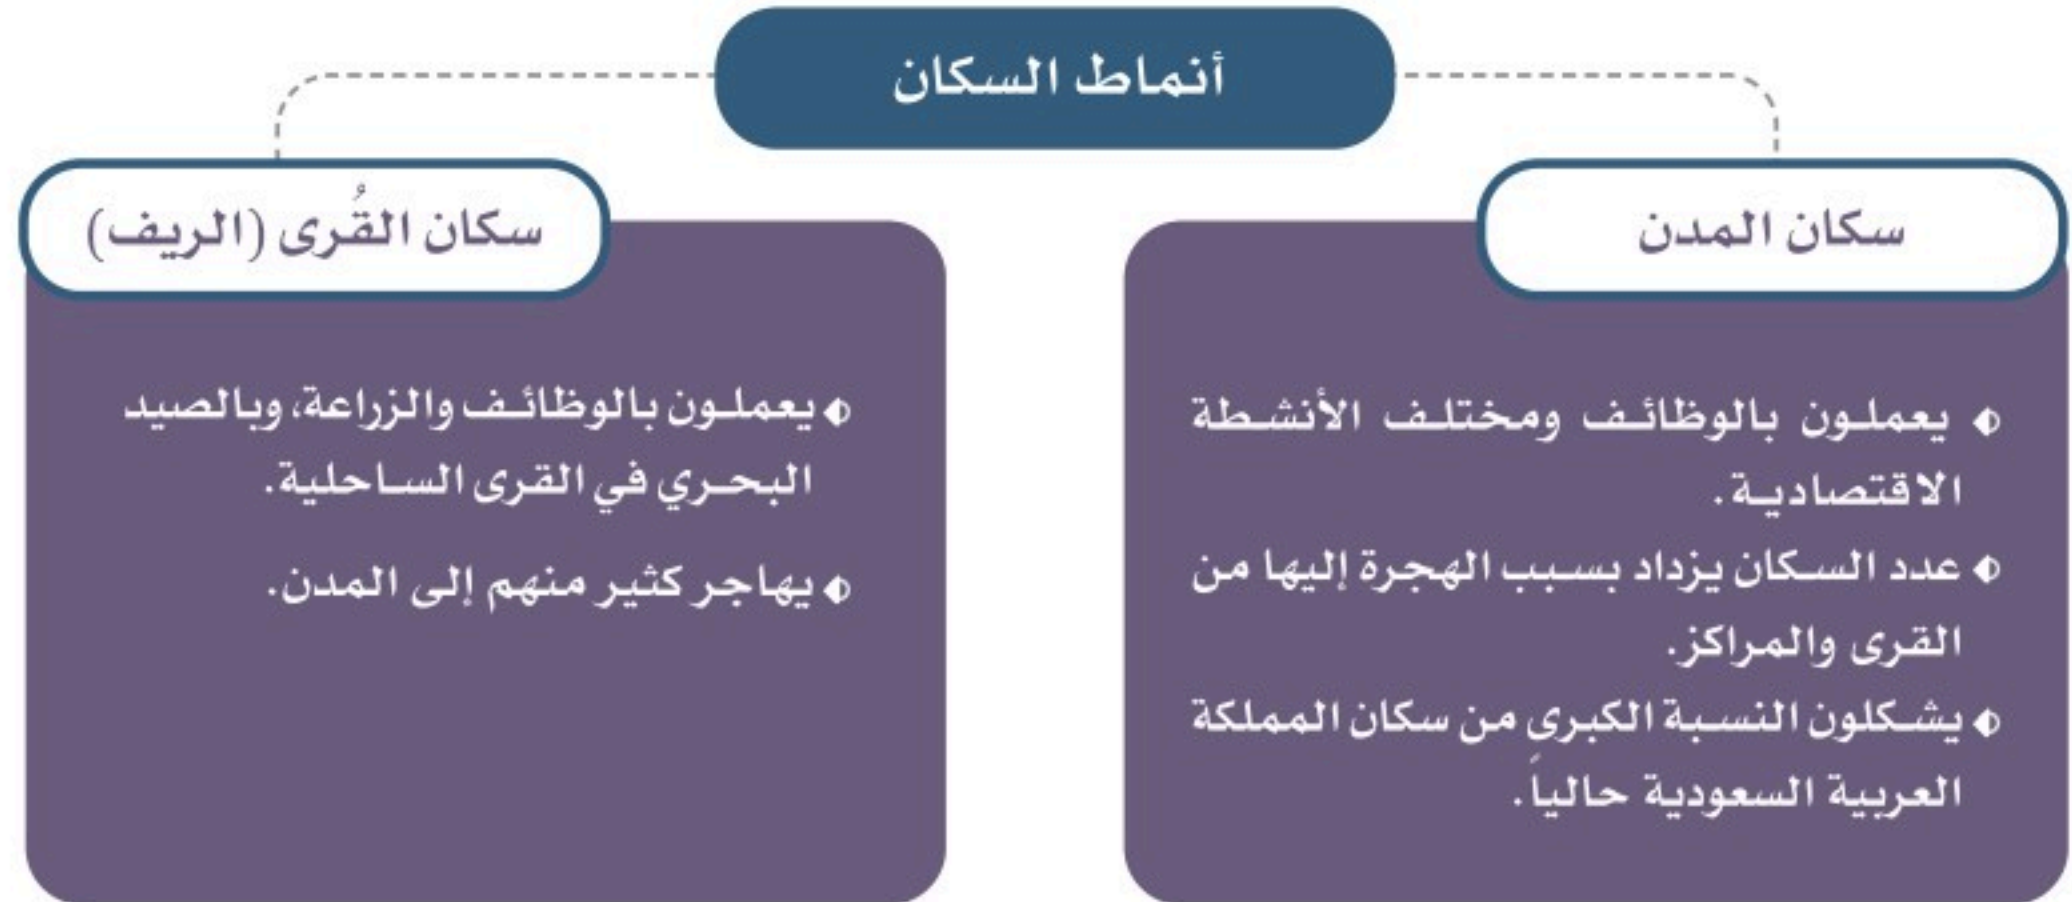 أنماط السكان
سكان المدن
يعملون بالوظائف ومختلف الأنشطة
الاقتصادية.
عدد السكان يزداد بسبب الهجرة إليها من
القرى والمراكز.
يشكلون النسبة الكبرى من سكان المملكة
العربية السعودية حالياً.
سكان القُرى (الريف)
يعملون بالوظائف والزراعة، وبالصيد
البحري في القرى الساحلية.
يهاجر كثير منهم إلى المدن.